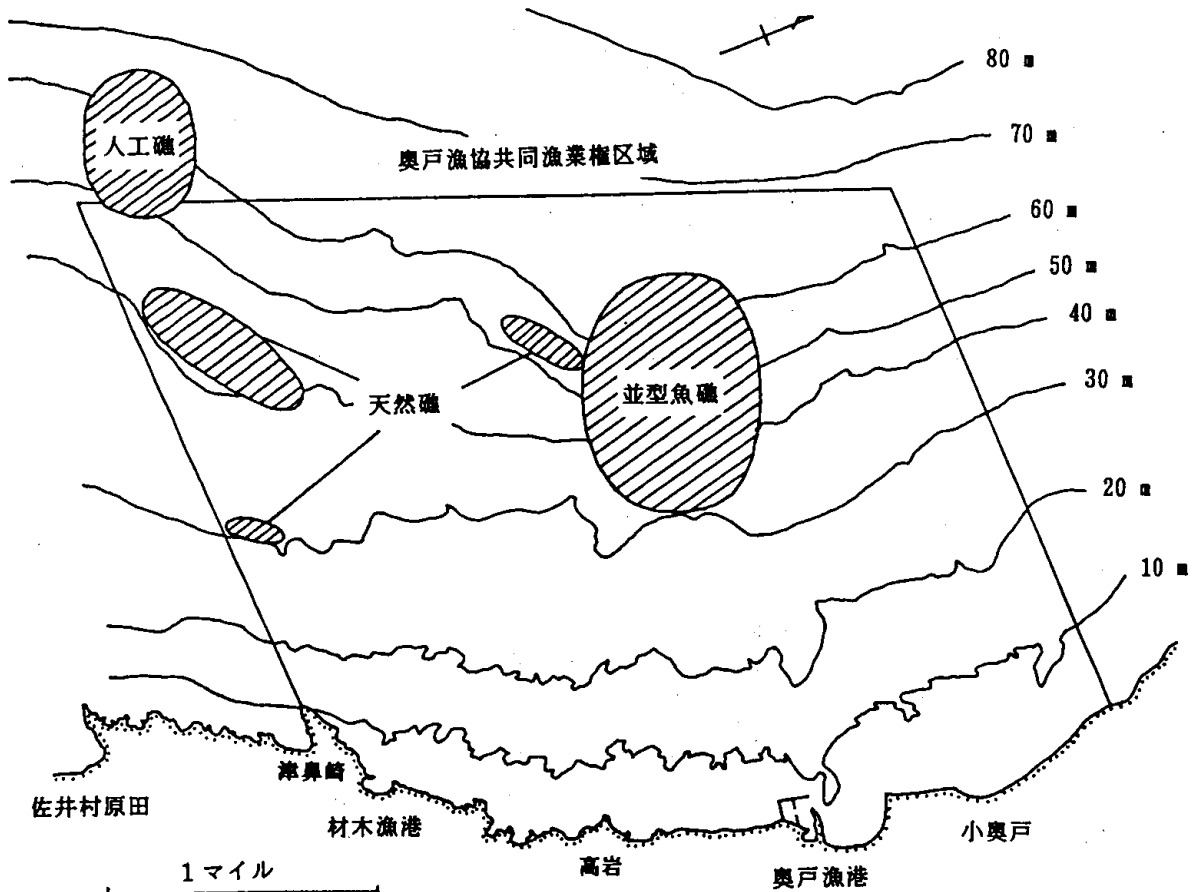 80 m
70 m
人工礁
奥戸漁協共同漁業権区域
60 m
50 m
40 m
30 m
天然礁
並型魚礁
20 m
10 m
津鼻崎
佐井村原田
材木漁港
高岩
奥戸漁港
小奥戸
1マイル